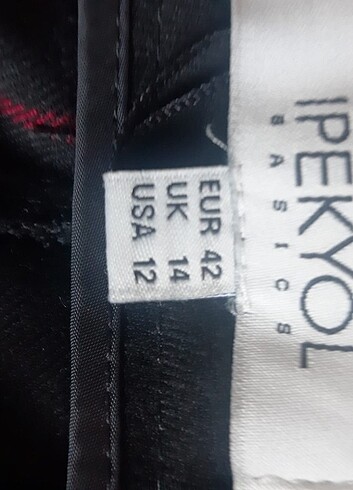 IPEKYOL
BASICS
EUR 42
UK 14
USA 12